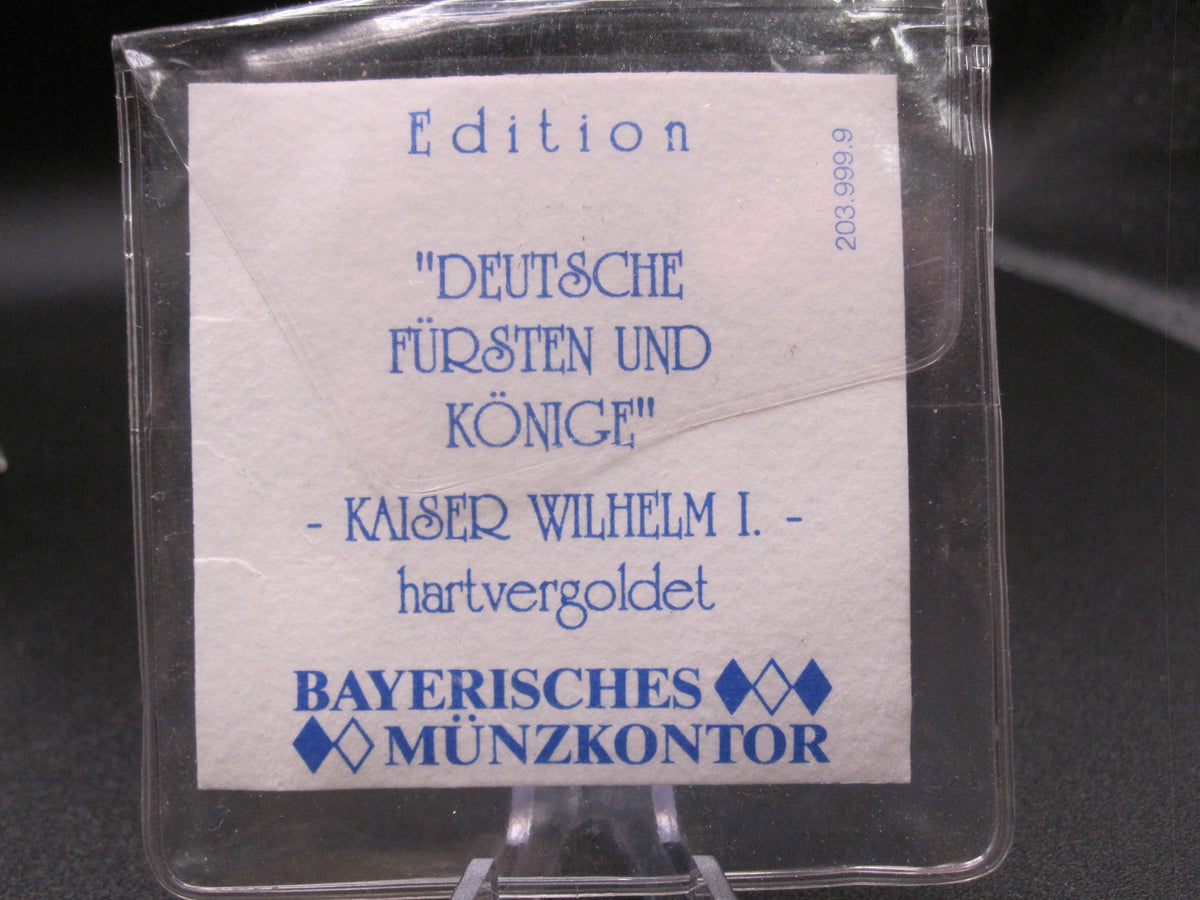 Edition
203.999.9
"DEUTSCHE
FÜRSTEN UND
KÖNIGE"
- KAISER WILHELM I. -
hartvergoldet
BAYERISCHES
MÜNZKONTOR